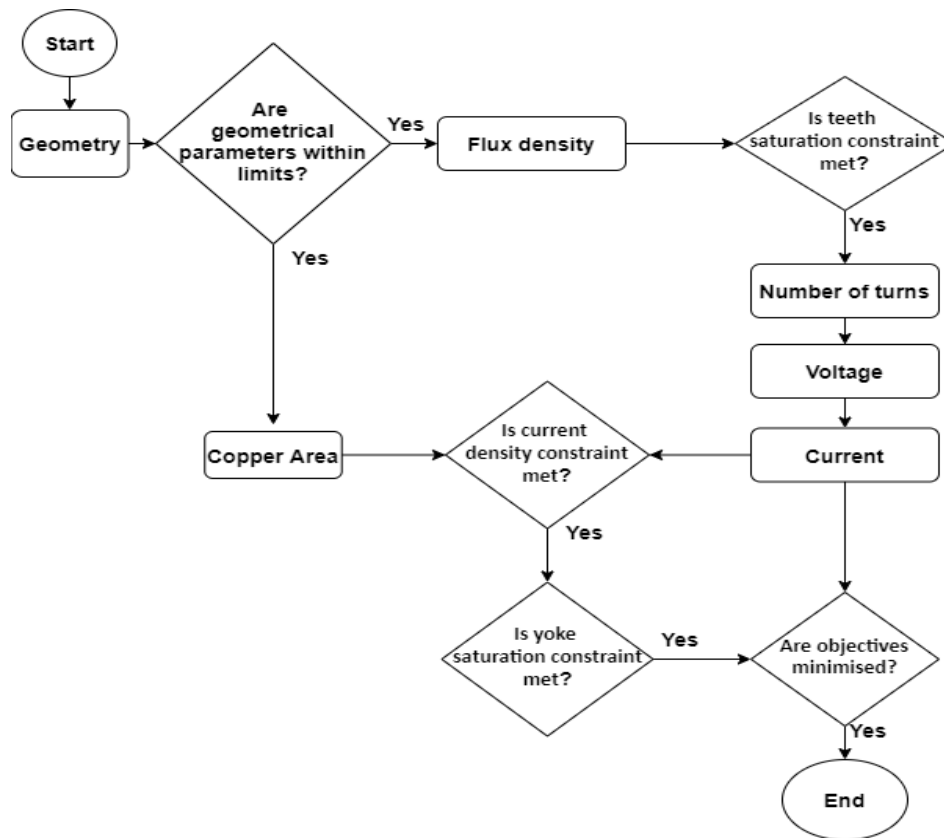 Start
Geometry
Are
geometrical
parameters within
limits?
Yes
Flux density
Is teeth
saturation constraint
met?
Yes
Yes
Number of turns
Voltage
Copper Area
Is current
density constraint
met?
Current
Yes
Is yoke
saturation constraint
met?
Yes
Are objectives
minimised?
Yes
End